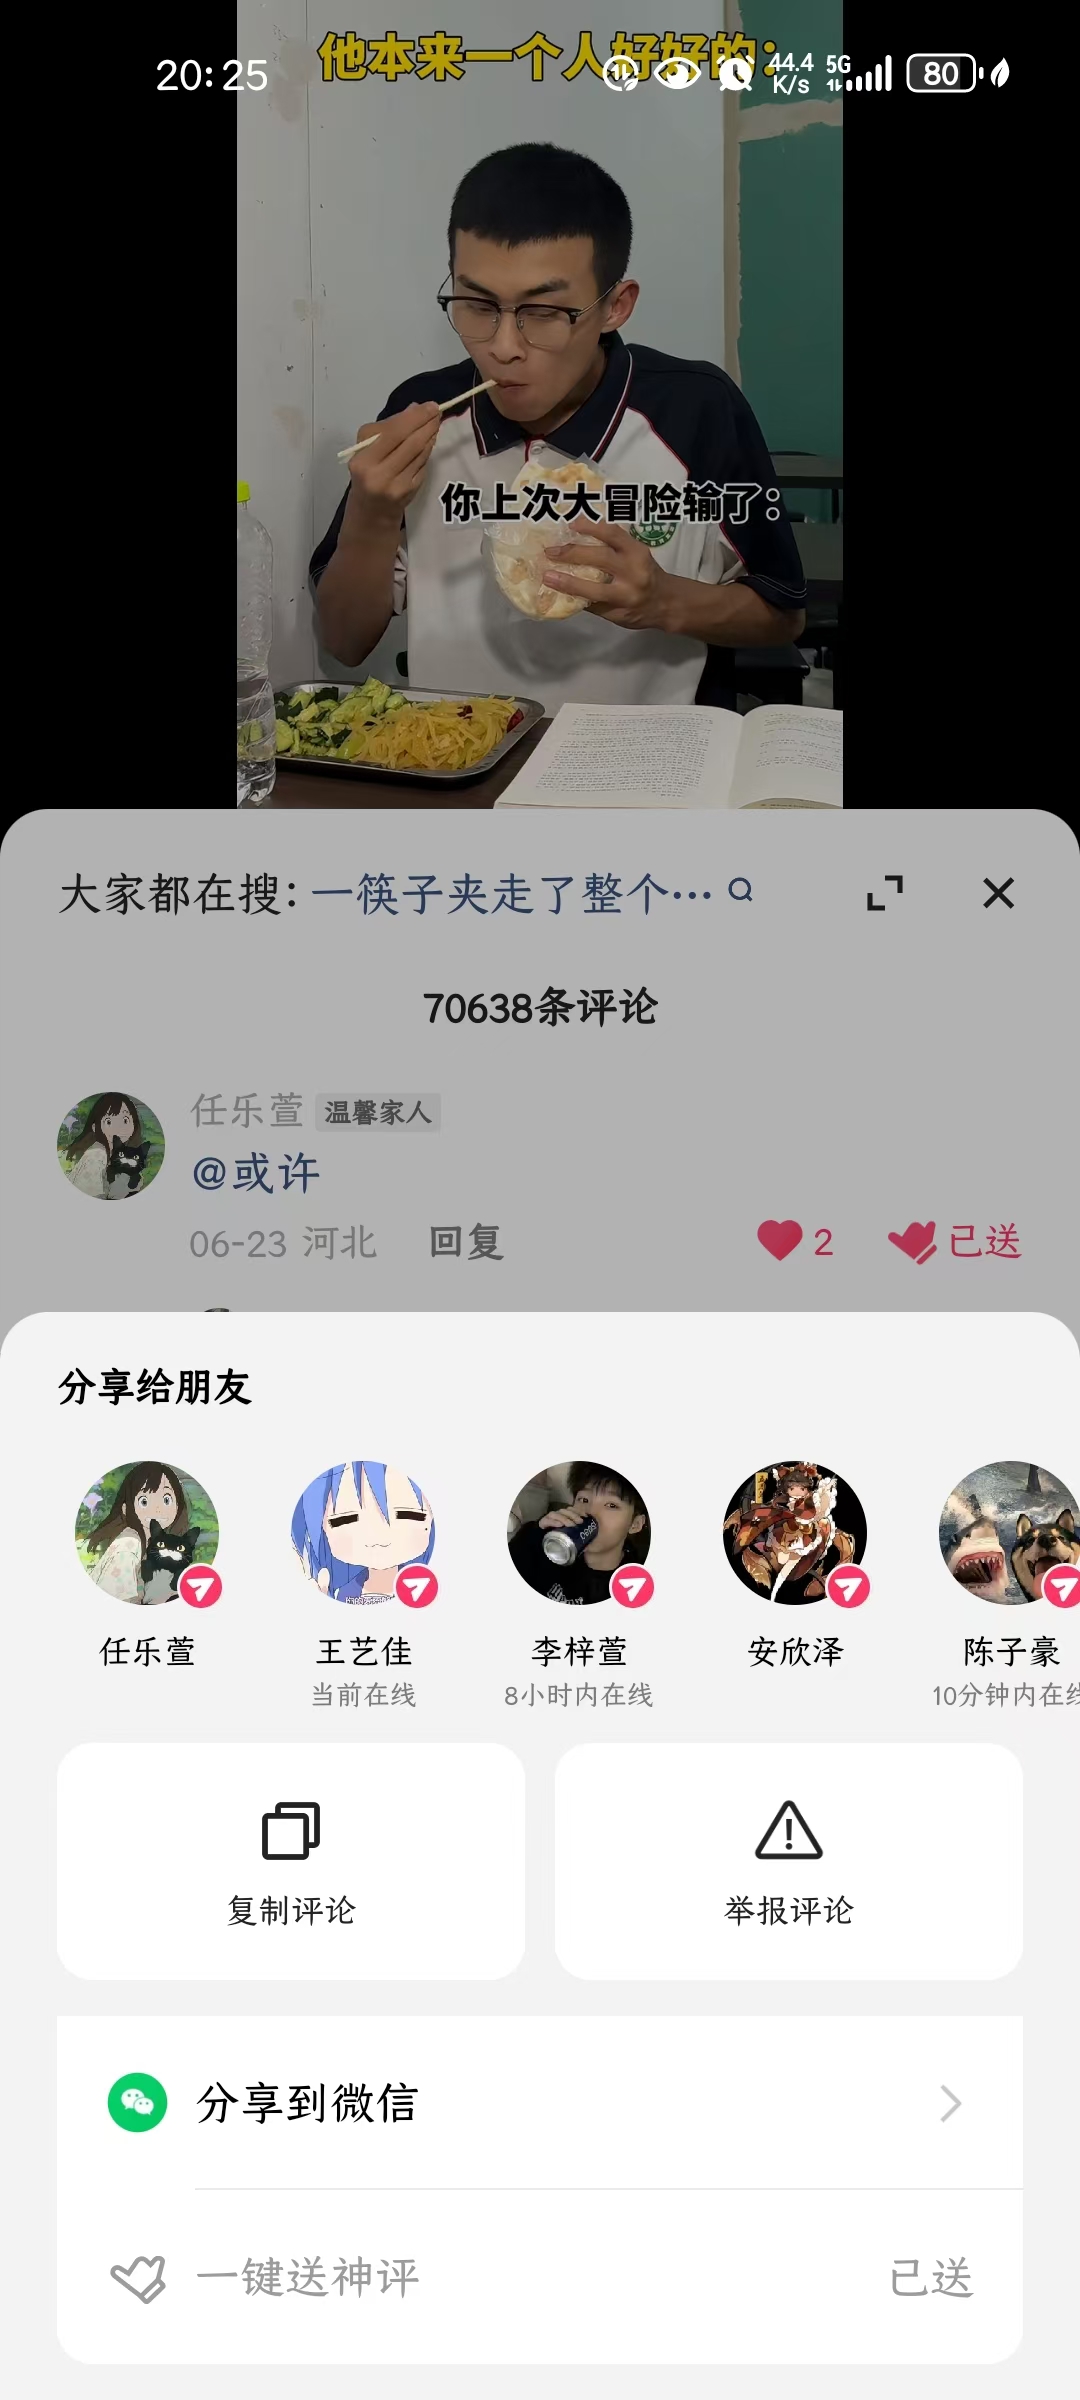 20:25
他本来一个人好好的：
44.4
K/s
5G
80
你上次大冒险输了：
大家都在搜：一筷子夹走了整个…
70638条评论
任乐萱 温馨家人
@或许
06-23 河北 回复 2 已送
分享给朋友
任乐萱 王艺佳 李梓萱 安欣泽 陈子豪
当前在线 8小时内在线 10分钟内在线
复制评论 举报评论
分享到微信
一键送神评 已送